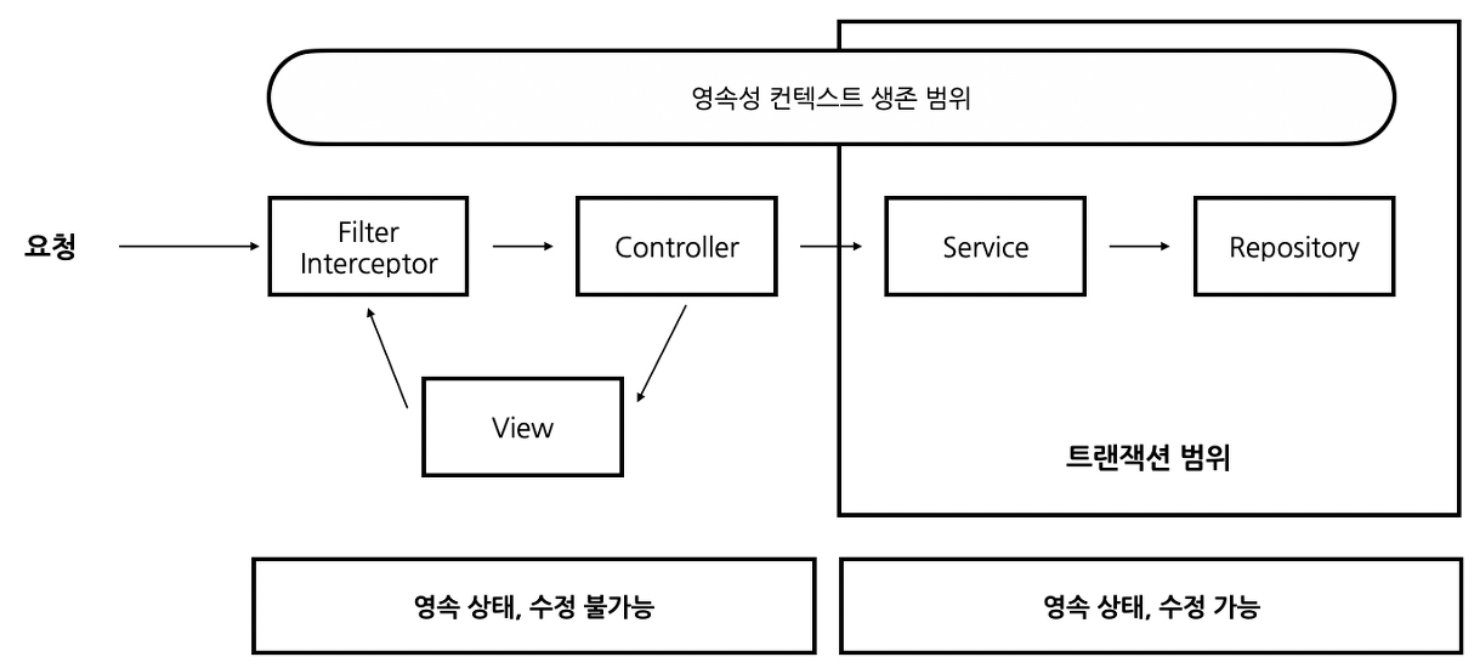 영속성 컨텍스트 생존 범위
요청
Filter
Interceptor
Controller
Service
Repository
View
트랜잭션 범위
영속 상태, 수정 불가능
영속 상태, 수정 가능